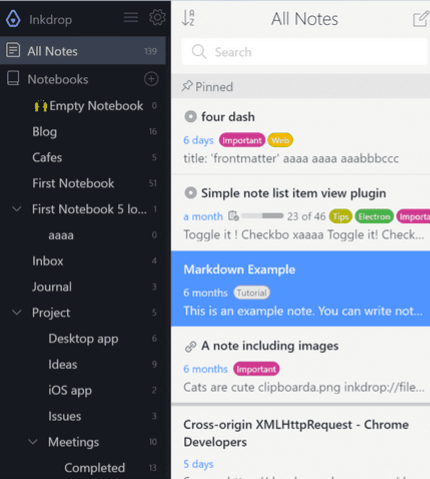 Inkdrop
All Notes 139
Notebooks
Empty Notebook 0
Blog 16
Cafes 5
First Notebook 51
First Notebook 5 lo... 1
aaaa 0
Inbox 4
Journal 3
Project 5
Desktop app 6
Ideas 9
iOS app 2
Issues 3
Meetings 10
Completed 13
All Notes
Search
Pinned
four dash
6 days Important Web
title: 'frontmatter' aaaa aaaa aaabbbccc
Simple note list item view plugin
a month 23 of 46 Tips Electron Importa
Toggle it ! Checkbo xaaaa Toggle it! Check...
Markdown Example
6 months Tutorial
This is an example note. You can write not...
A note including images
6 months Important
Cats are cute clipboarda.png inkdrop://file...
Cross-origin XMLHttpRequest - Chrome
Developers
5 days